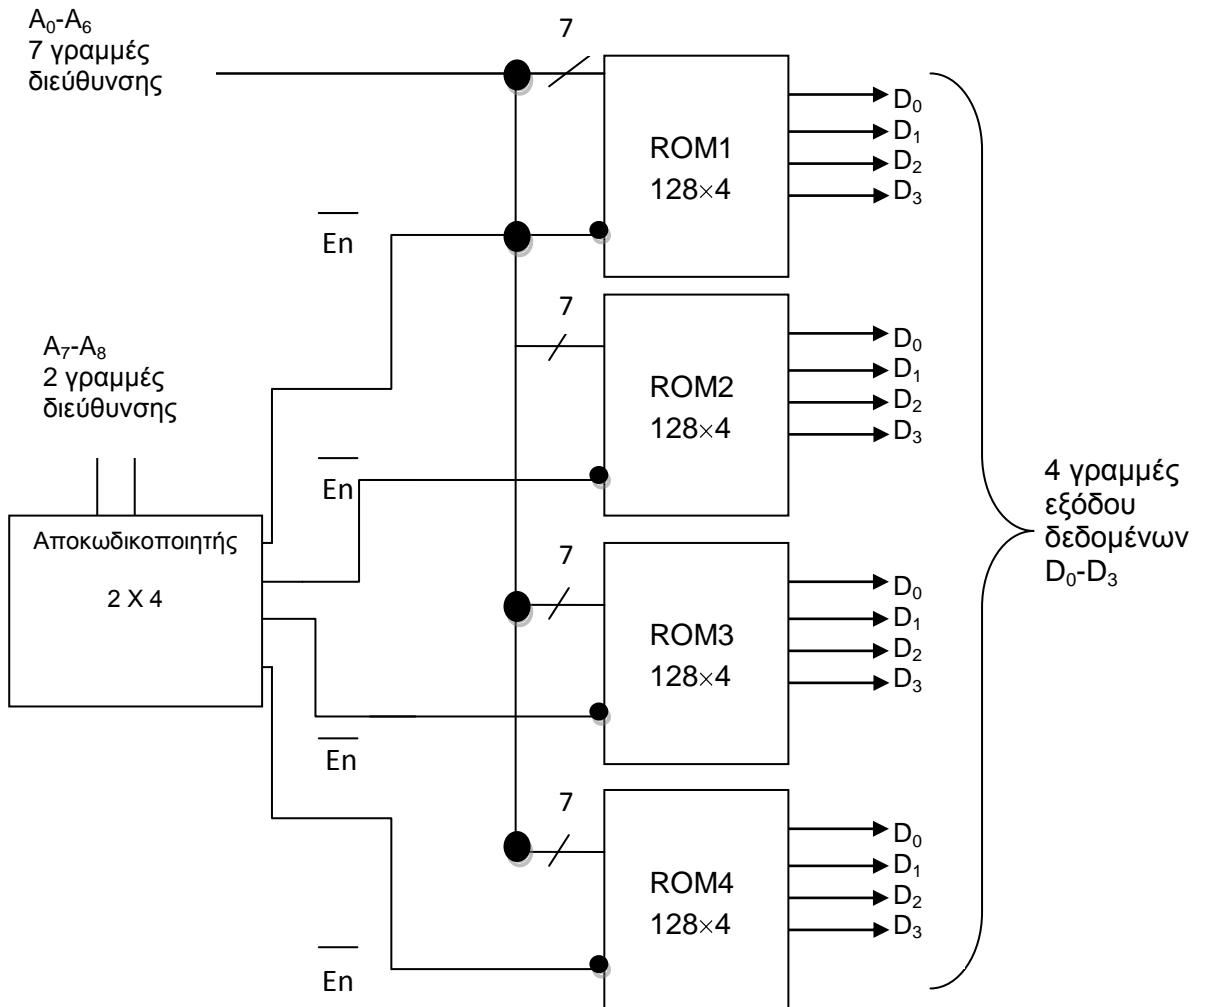 A₀-A₆
7 γραμμές
διεύθυνσης
7
ROM1
128×4
D₀
D₁
D₂
D₃
En
7
ROM2
128×4
D₀
D₁
D₂
D₃
A₇-A₈
2 γραμμές
διεύθυνσης
En
Αποκωδικοποιητής
2 X 4
7
ROM3
128×4
D₀
D₁
D₂
D₃
4 γραμμές
εξόδου
δεδομένων
D₀-D₃
En
7
ROM4
128×4
D₀
D₁
D₂
D₃
En